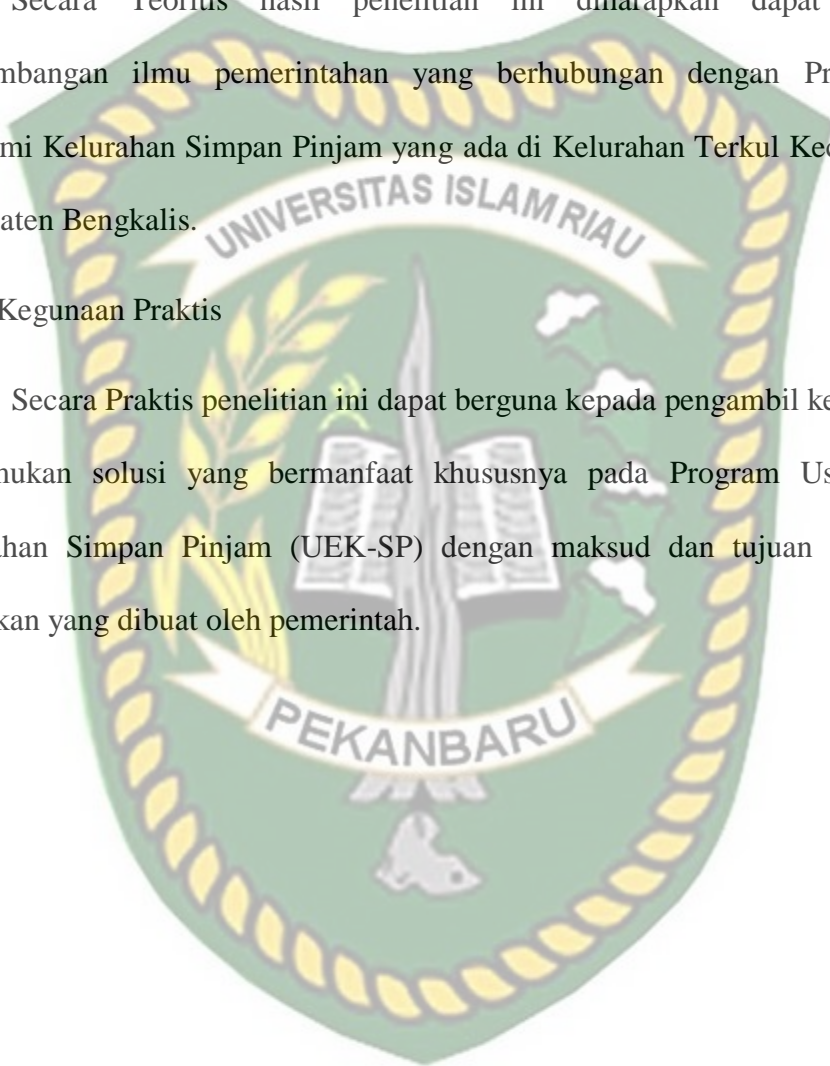 Secara Teoritis hasil penelitian ini diharapkan dapat
mbangan ilmu pemerintahan yang berhubungan dengan Pr
mi Kelurahan Simpan Pinjam yang ada di Kelurahan Terkul Kec
aten Bengkalis.
UNIVERSITAS ISLAM RIAU
Kegunaan Praktis
Secara Praktis penelitian ini dapat berguna kepada pengambil ke
nukan solusi yang bermanfaat khususnya pada Program Us
ahan Simpan Pinjam (UEK-SP) dengan maksud dan tujuan
kan yang dibuat oleh pemerintah.
PEKANBARU